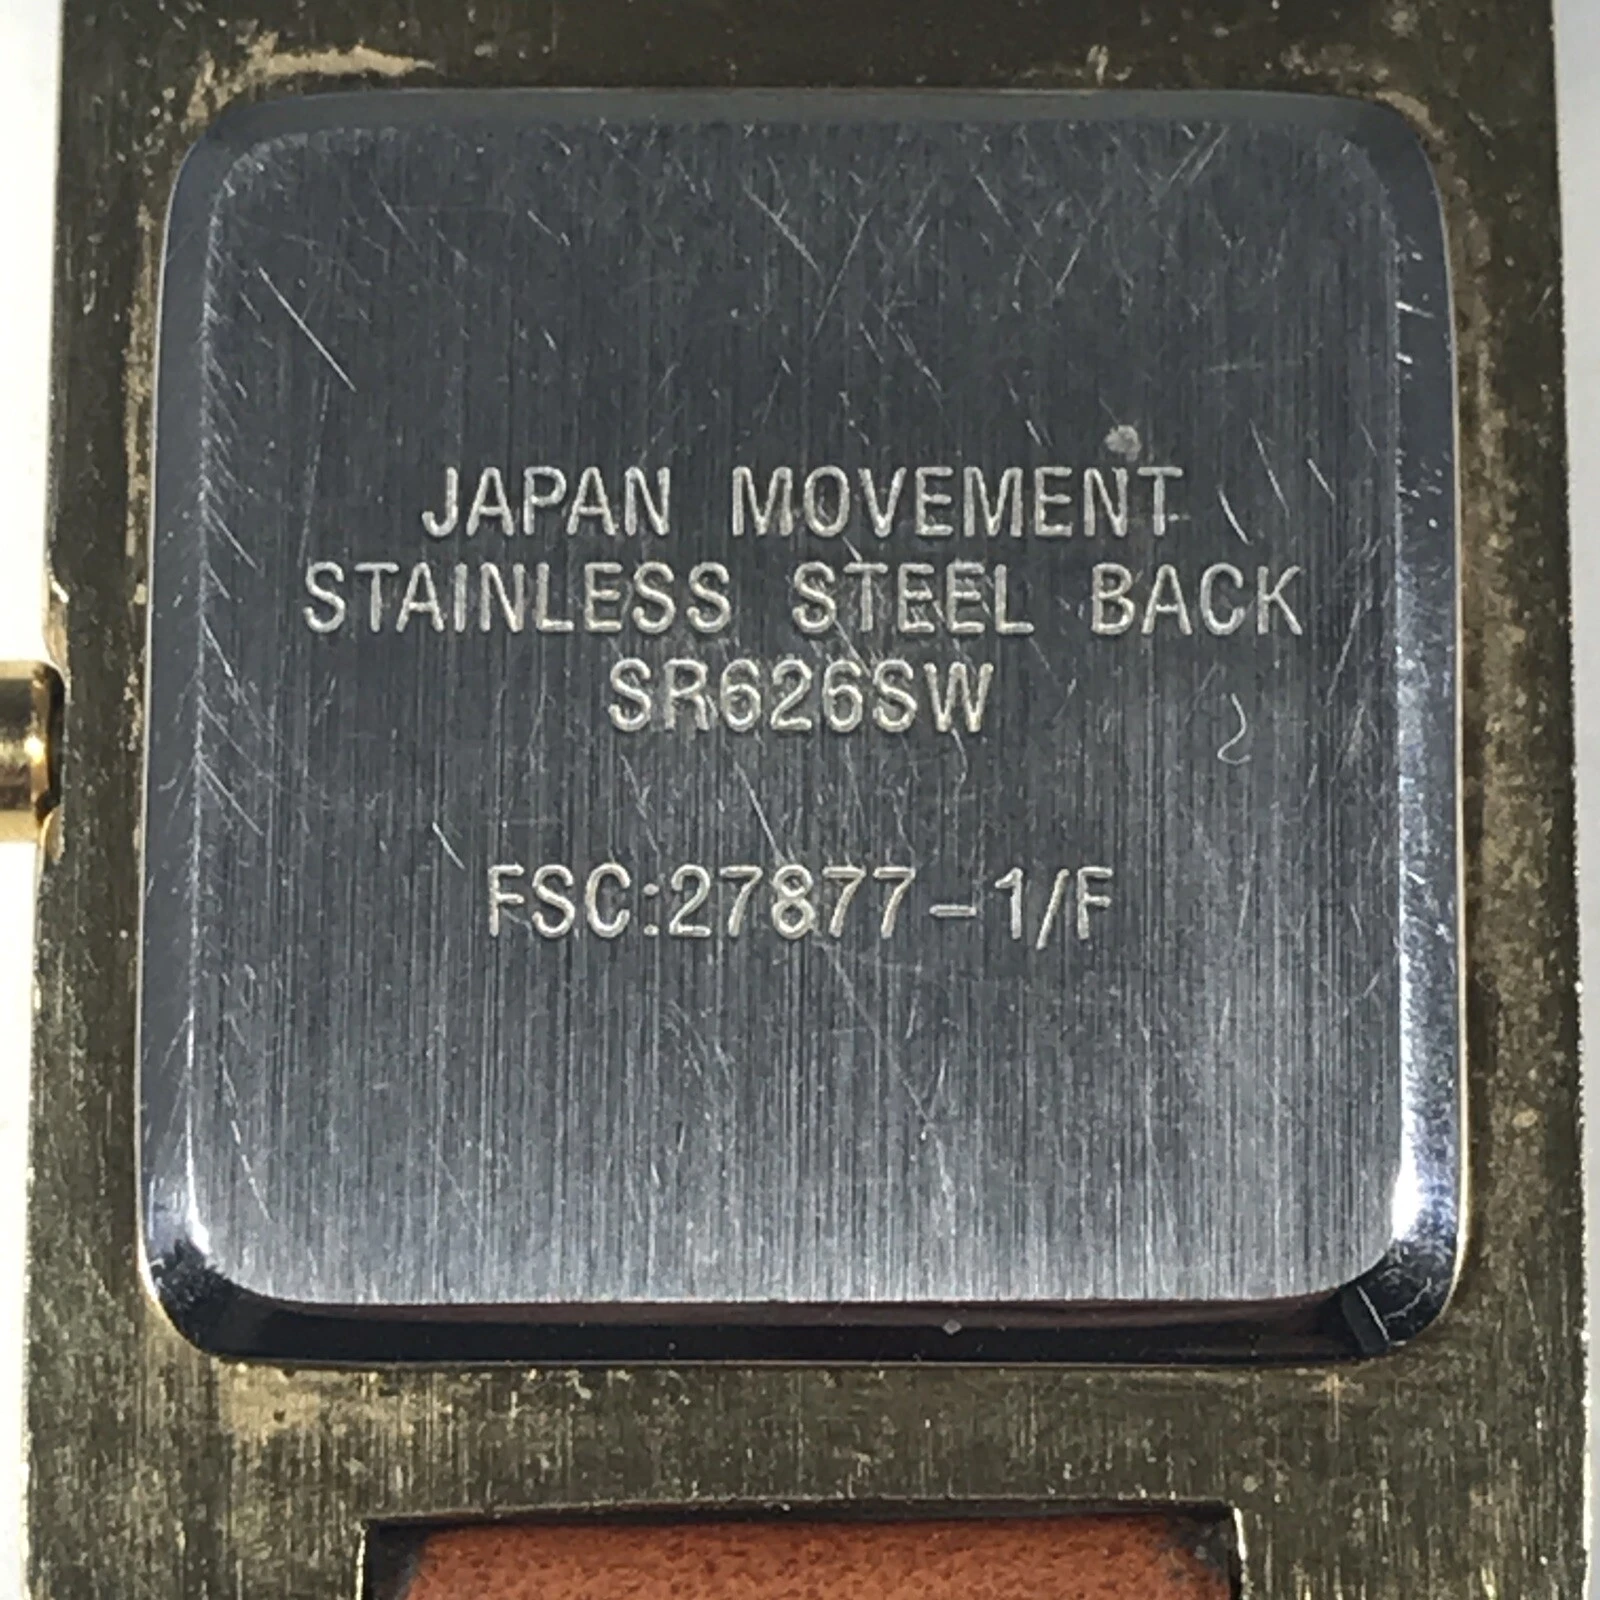 JAPAN MOVEMENT
STAINLESS STEEL BACK
SR626SW
FSC:27877-1/F